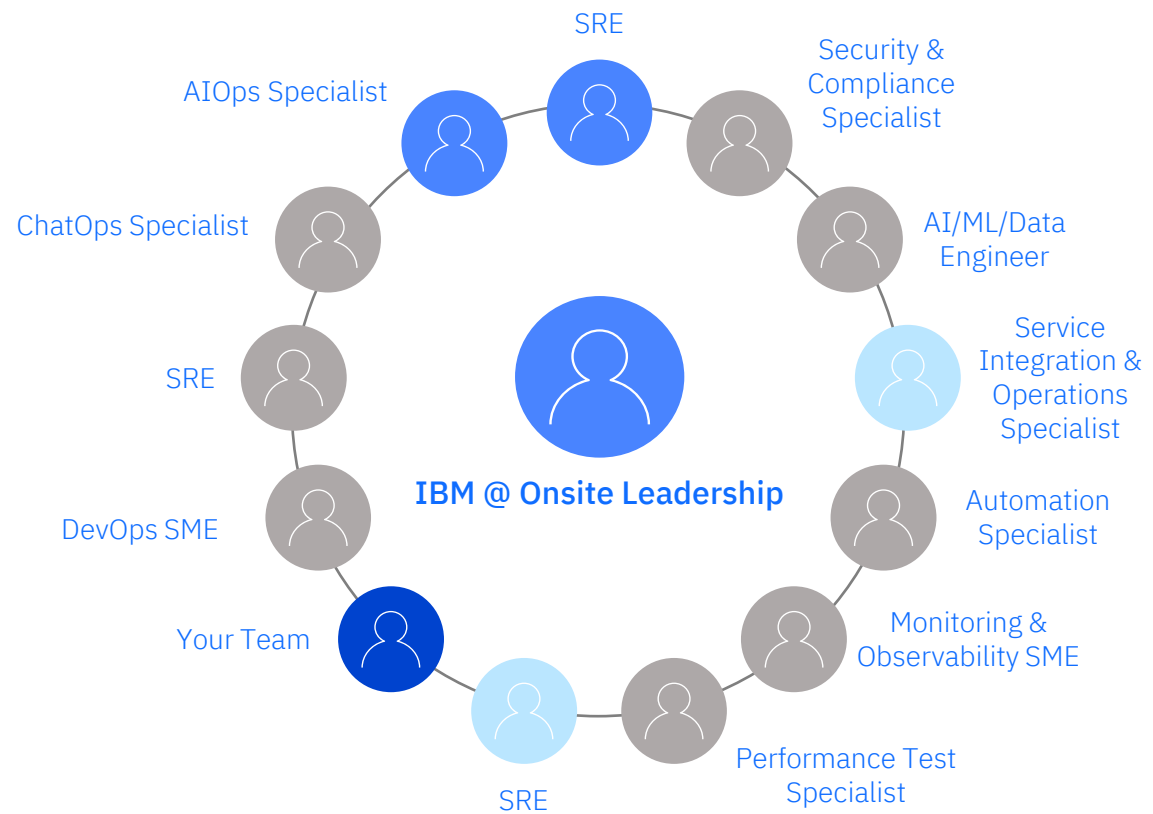 SRE
Security &
Compliance
Specialist
AIOps Specialist
ChatOps Specialist
AI/ML/Data
Engineer
Service
Integration &
Operations
Specialist
SRE
IBM @ Onsite Leadership
Automation
Specialist
DevOps SME
Your Team
Monitoring &
Observability SME
Performance Test
Specialist
SRE